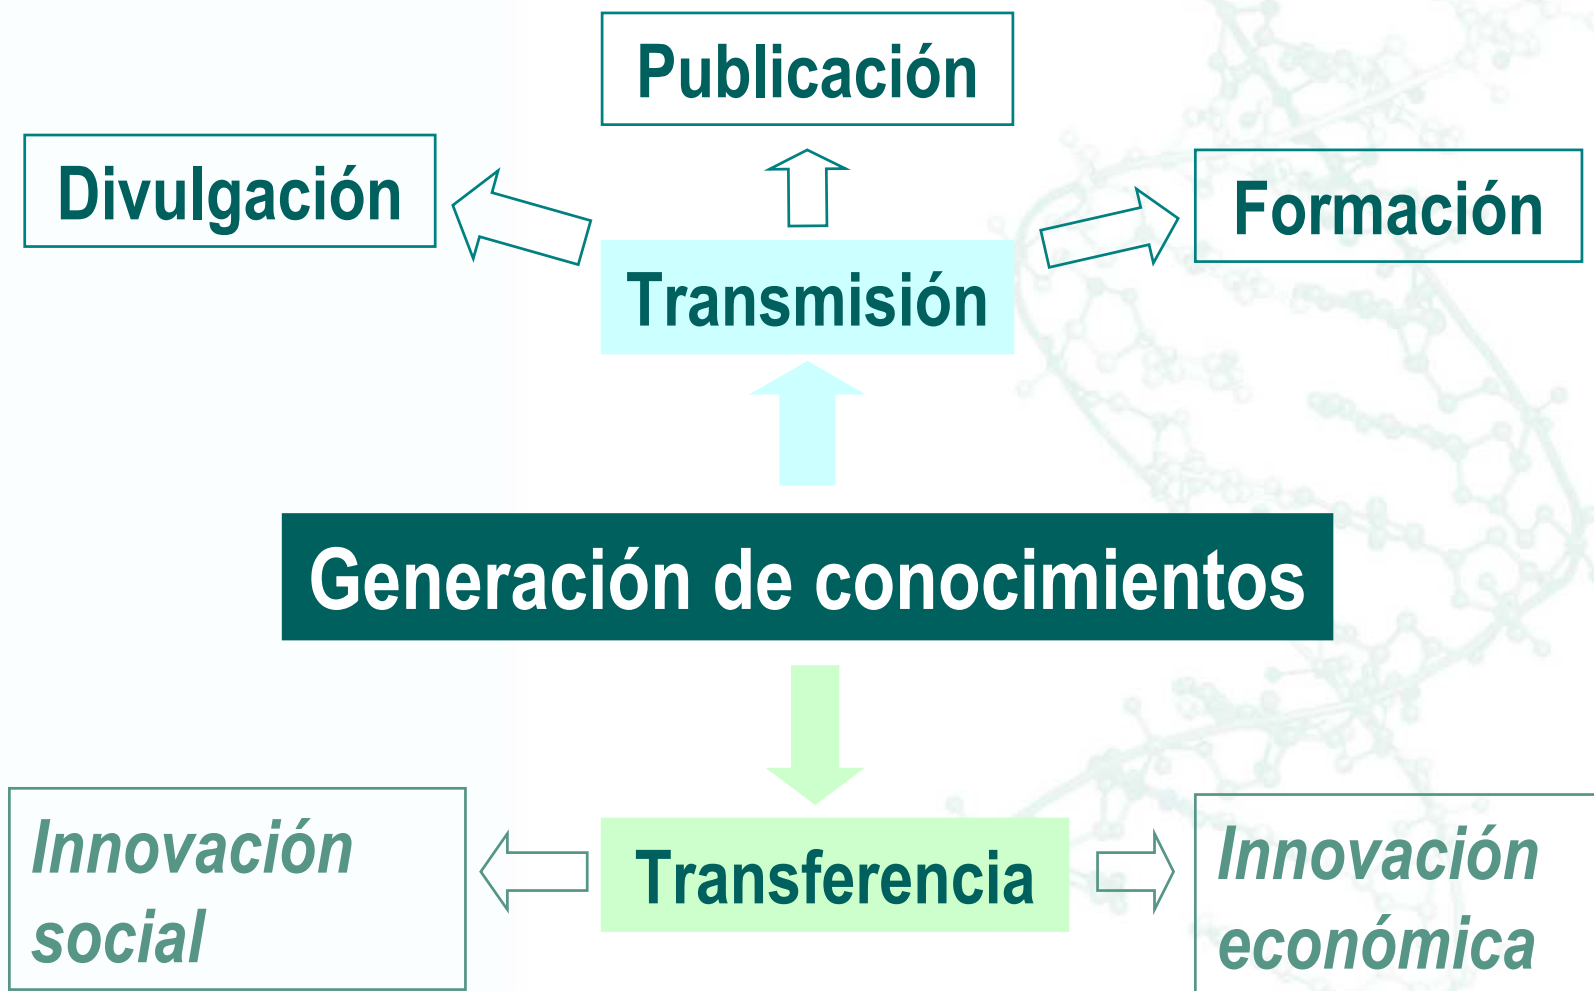 Publicación
Divulgación
Formación
Transmisión
Generación de conocimientos
Transferencia
Innovación
social
Innovación
económica